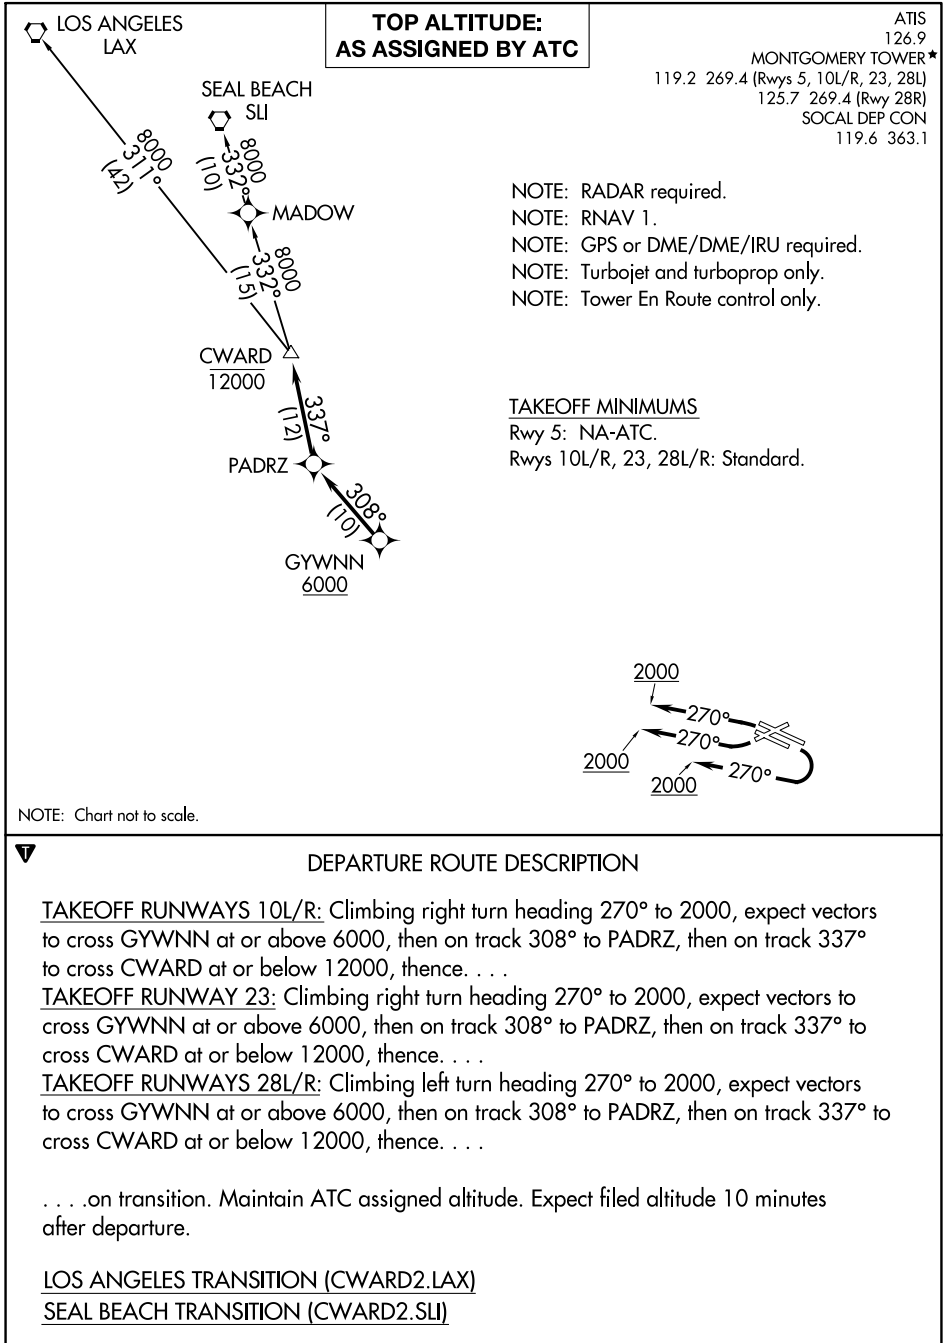 LOS ANGELES
LAX
TOP ALTITUDE:
AS ASSIGNED BY ATC
ATIS
126.9
MONTGOMERY TOWER★
119.2 269.4 (Rwys 5, 10L/R, 23, 28L)
125.7 269.4 (Rwy 28R)
SOCAL DEP CON
119.6 363.1
SEAL BEACH
SLI
8000
311°
(42)
8000
332°
(10)
MADOW
8000
332°
(15)
CWARD
12000
337°
(12)
PADRZ
308°
(10)
GYWNN
6000
NOTE: RADAR required.
NOTE: RNAV 1.
NOTE: GPS or DME/DME/IRU required.
NOTE: Turbojet and turboprop only.
NOTE: Tower En Route control only.
TAKEOFF MINIMUMS
Rwy 5: NA-ATC.
Rwys 10L/R, 23, 28L/R: Standard.
2000
270°
270°
2000
270°
2000
NOTE: Chart not to scale.
T
DEPARTURE ROUTE DESCRIPTION
TAKEOFF RUNWAYS 10L/R: Climbing right turn heading 270° to 2000, expect vectors
to cross GYWNN at or above 6000, then on track 308° to PADRZ, then on track 337°
to cross CWARD at or below 12000, thence. . . .
TAKEOFF RUNWAY 23: Climbing right turn heading 270° to 2000, expect vectors to
cross GYWNN at or above 6000, then on track 308° to PADRZ, then on track 337° to
cross CWARD at or below 12000, thence. . . .
TAKEOFF RUNWAYS 28L/R: Climbing left turn heading 270° to 2000, expect vectors
to cross GYWNN at or above 6000, then on track 308° to PADRZ, then on track 337° to
cross CWARD at or below 12000, thence. . . .
. . . .on transition. Maintain ATC assigned altitude. Expect filed altitude 10 minutes
after departure.
LOS ANGELES TRANSITION (CWARD2.LAX)
SEAL BEACH TRANSITION (CWARD2.SLI)